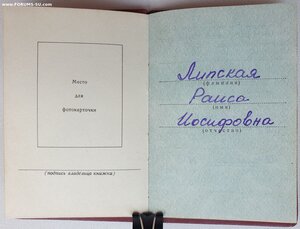 www.FORUMS-SU.com
Место
для
фотокарточки
(подпись владельца книжки)
Липская
(фамилия)
Раиса
(имя)
Иосифовна
(отчество)